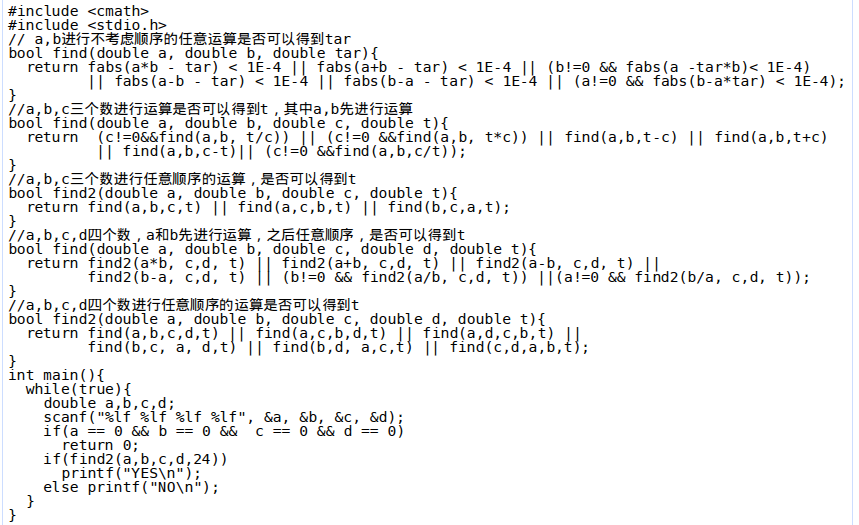 #include <cmath>
#include <stdio.h>
// a,b进行不考虑顺序的任意运算是否可以得到tar
bool find(double a, double b, double tar){
  return fabs(a*b - tar) < 1E-4 || fabs(a+b - tar) < 1E-4 || (b!=0 && fabs(a -tar*b)< 1E-4)
         || fabs(a-b - tar) < 1E-4 || fabs(b-a - tar) < 1E-4 || (a!=0 && fabs(b-a*tar) < 1E-4);
}
//a,b,c三个数进行运算是否可以得到t，其中a,b先进行运算
bool find(double a, double b, double c, double t){
  return  (c!=0&&find(a,b, t/c)) || (c!=0 &&find(a,b, t*c)) || find(a,b,t-c) || find(a,b,t+c)
          || find(a,b,c-t)|| (c!=0 &&find(a,b,c/t));
}
//a,b,c三个数进行任意顺序的运算，是否可以得到t
bool find2(double a, double b, double c, double t){
  return find(a,b,c,t) || find(a,c,b,t) || find(b,c,a,t);
}
//a,b,c,d四个数，a和b先进行运算，之后任意顺序，是否可以得到t
bool find(double a, double b, double c, double d, double t){
  return find2(a*b, c,d, t) || find2(a+b, c,d, t) || find2(a-b, c,d, t) ||
         find2(b-a, c,d, t) || (b!=0 && find2(a/b, c,d, t)) ||(a!=0 && find2(b/a, c,d, t));
}
//a,b,c,d四个数进行任意顺序的运算是否可以得到t
bool find2(double a, double b, double c, double d, double t){
  return find(a,b,c,d,t) || find(a,c,b,d,t) || find(a,d,c,b,t) ||
         find(b,c, a, d,t) || find(b,d, a,c,t) || find(c,d,a,b,t);
}
int main(){
  while(true){
    double a,b,c,d;
    scanf("%lf %lf %lf %lf", &a, &b, &c, &d);
    if(a == 0 && b == 0 &&  c == 0 && d == 0)
      return 0;
    if(find2(a,b,c,d,24))
      printf("YES\n");
    else printf("NO\n");
  }
}